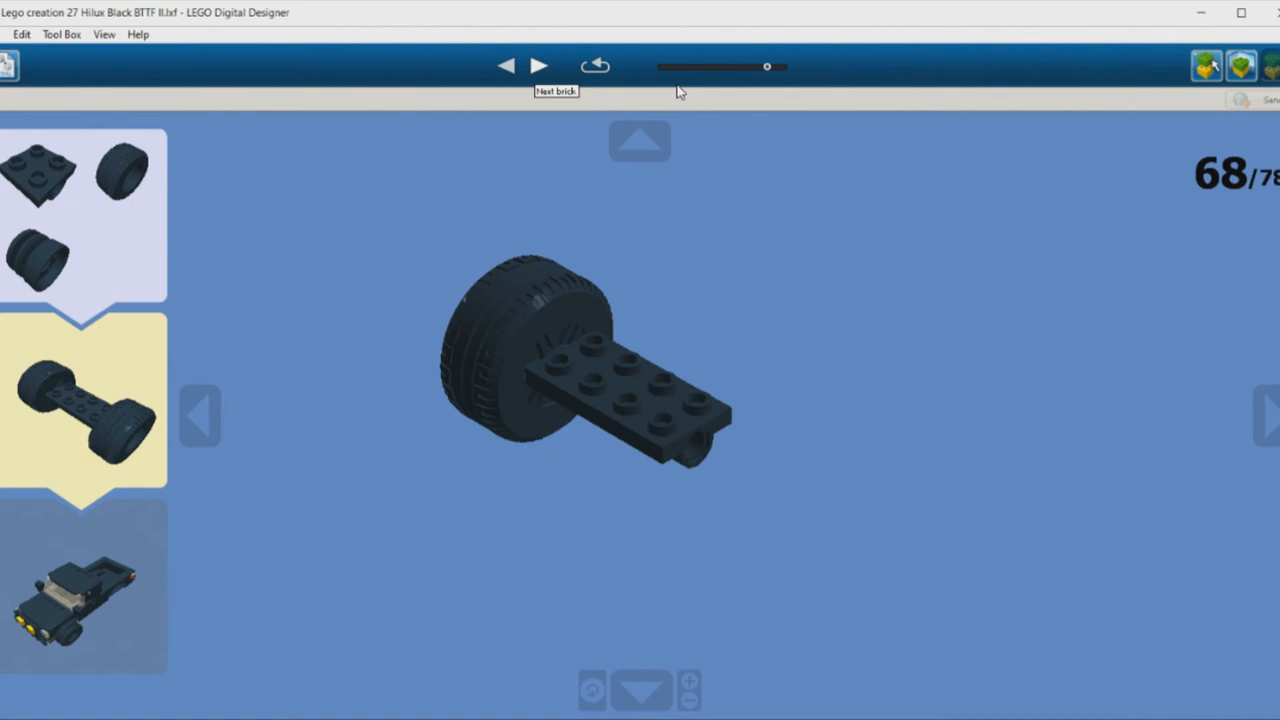 Lego creation 27 Hilux Black BTTF II.lxf - LEGO Digital Designer
Edit Tool Box View Help
Next brick
68/78